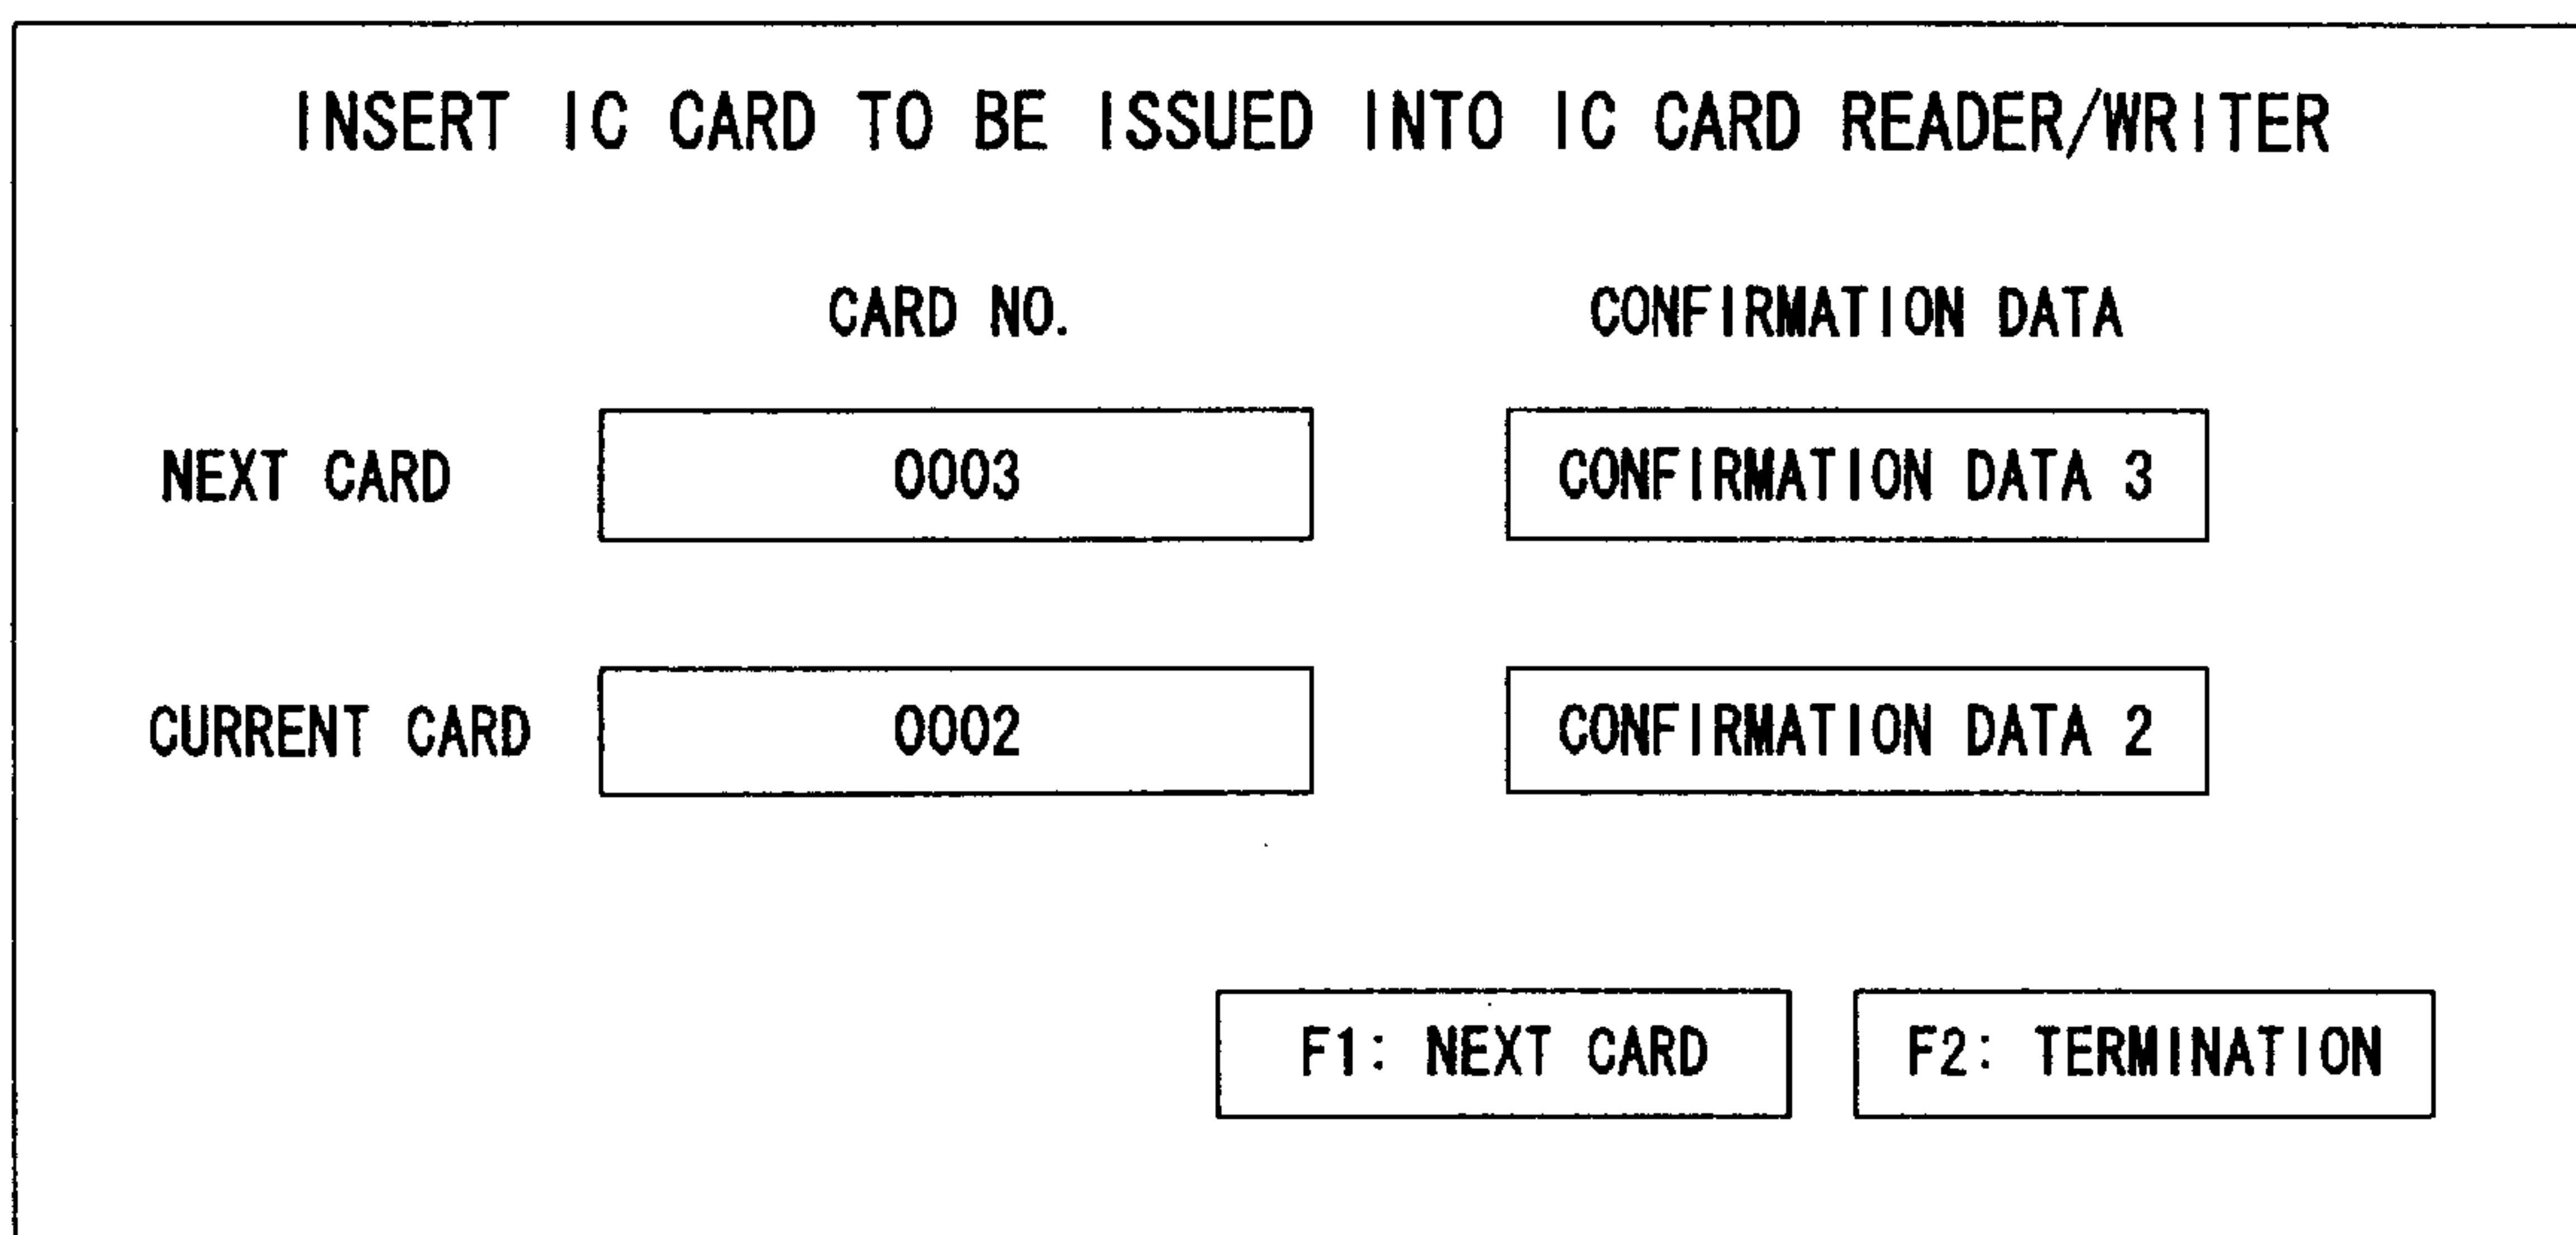 INSERT IC CARD TO BE ISSUED INTO IC CARD READER/WRITER
CARD NO. CONFIRMATION DATA
NEXT CARD 0003 CONFIRMATION DATA 3
CURRENT CARD 0002 CONFIRMATION DATA 2
F1: NEXT CARD F2: TERMINATION